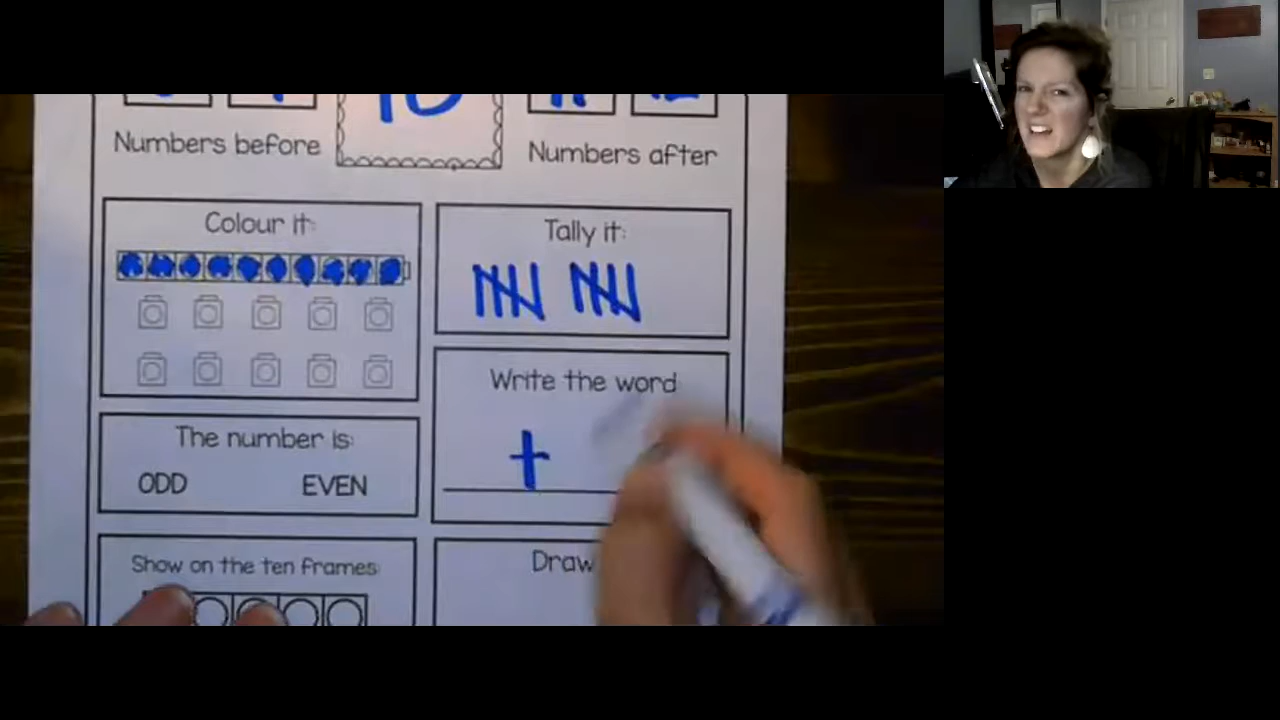 10
Numbers before
Numbers after
Colour it:
Tally it:
Write the word
t
The number is:
ODD EVEN
Show on the ten frames:
Draw